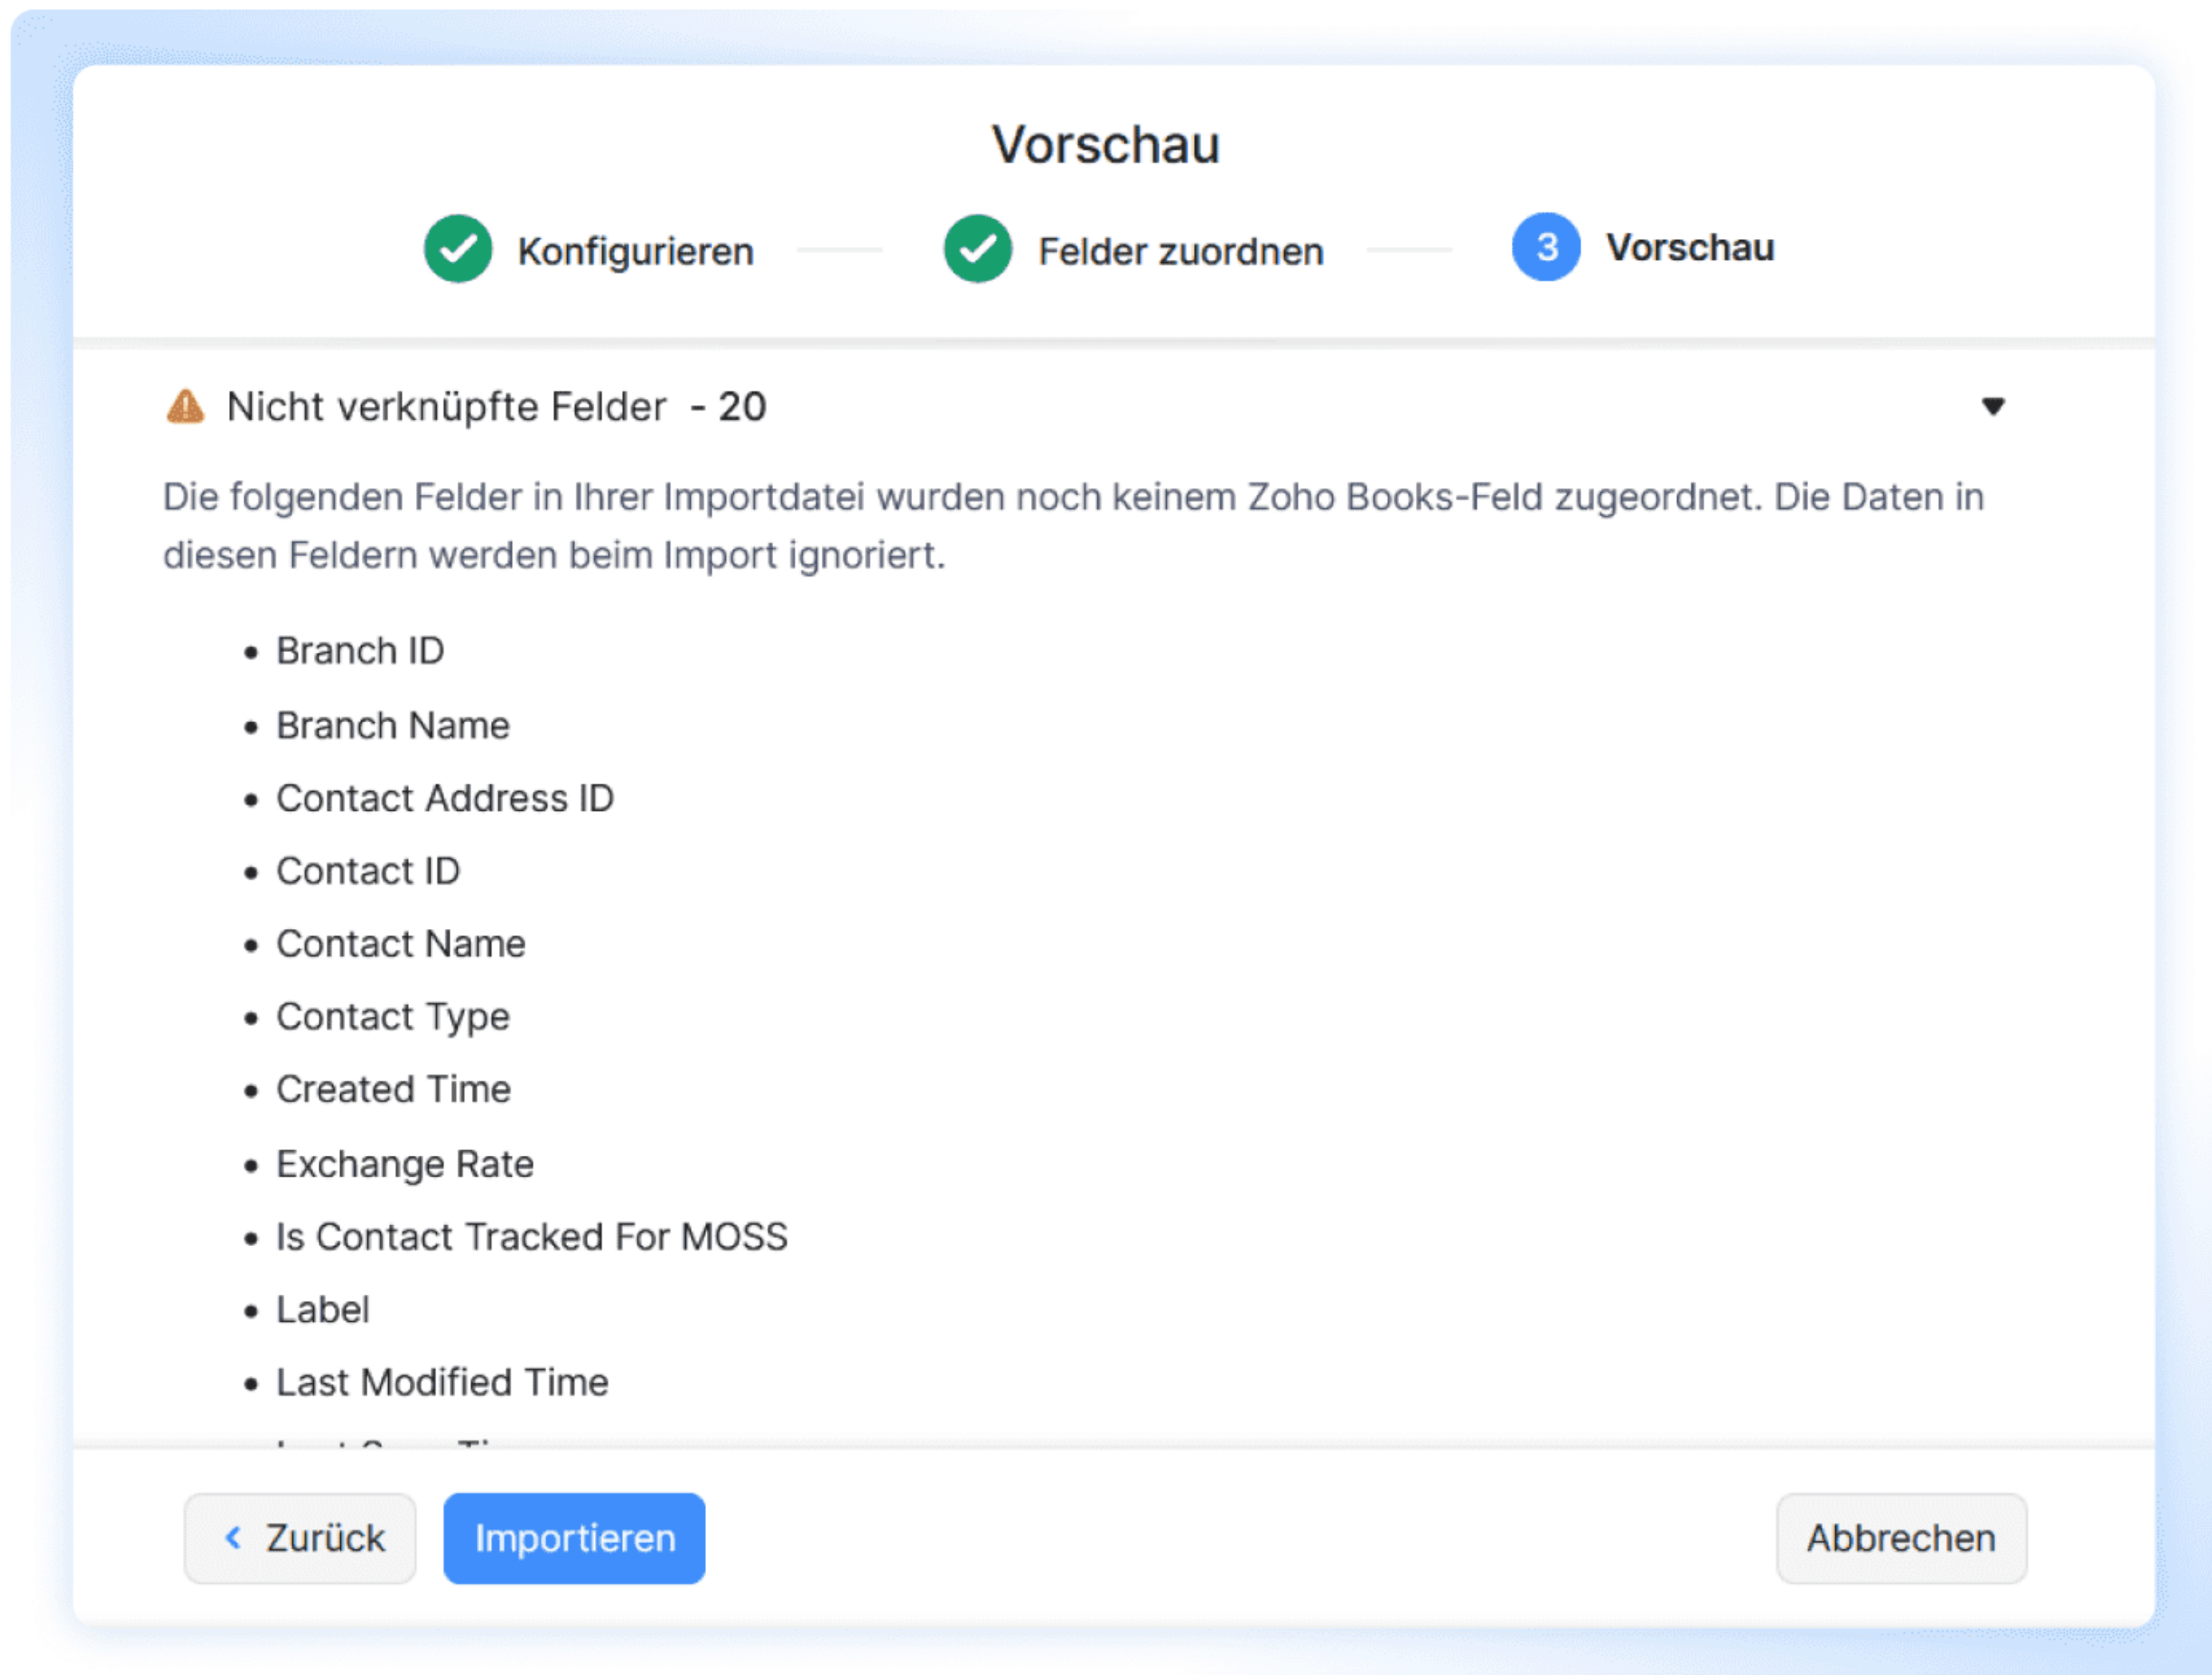 Vorschau
Konfigurieren
Felder zuordnen
3 Vorschau
Nicht verknüpfte Felder - 20
Die folgenden Felder in Ihrer Importdatei wurden noch keinem Zoho Books-Feld zugeordnet. Die Daten in
diesen Feldern werden beim Import ignoriert.
• Branch ID
• Branch Name
• Contact Address ID
• Contact ID
• Contact Name
• Contact Type
• Created Time
• Exchange Rate
• Is Contact Tracked For MOSS
• Label
• Last Modified Time
Zurück
Importieren
Abbrechen